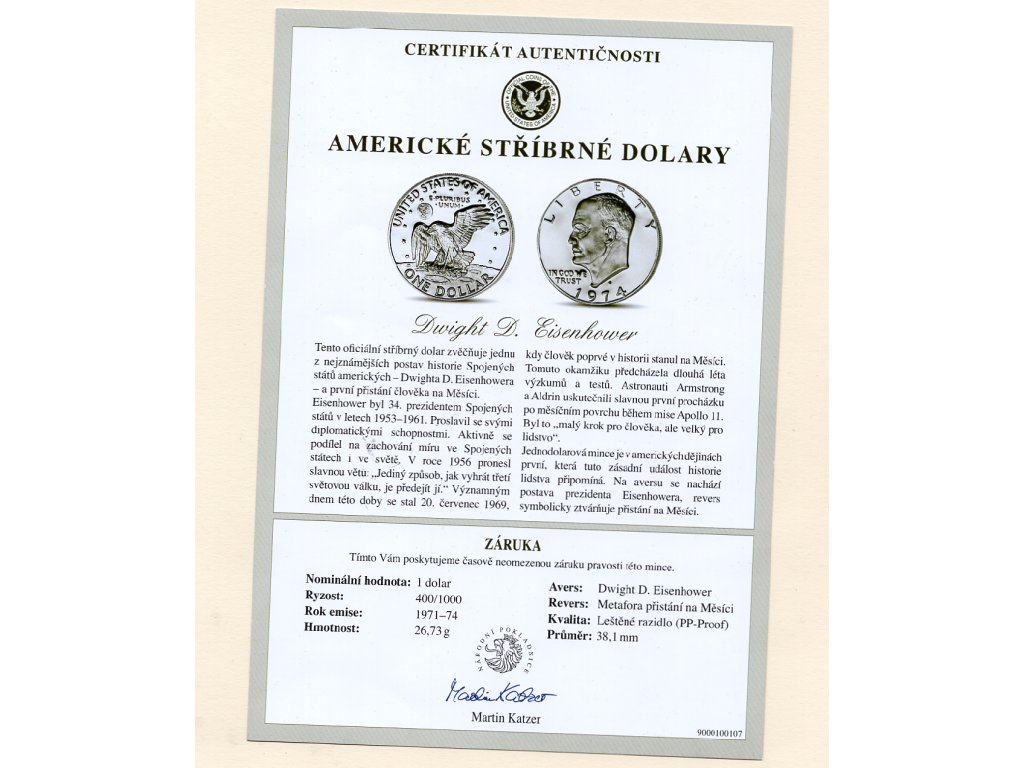 CERTIFIKÁT AUTENTIČNOSTI
OFFICIAL COINS OF THE
UNITED STATES OF AMERICA
AMERICKÉ STŘÍBRNÉ DOLARY
UNITED STATES OF AMERICA
E·PLURIBUS
·UNUM·
ONE DOLLAR
LIBERTY
IN GOD WE
TRUST
1974
Dwight D. Eisenhower
Tento oficiální stříbrný dolar zvěčňuje jednu
z nejznámějších postav historie Spojených
států amerických – Dwighta D. Eisenhowera
– a první přistání člověka na Měsíci.
Eisenhower byl 34. prezidentem Spojených
států v letech 1953–1961. Proslavil se svými
diplomatickými schopnostmi. Aktivně se
podílel na zachování míru ve Spojených
státech i ve světě. V roce 1956 pronesl
slavnou větu: „Jediný způsob, jak vyhrát třetí
světovou válku, je předejít jí.“ Významným
dnem této doby se stal 20. červenec 1969,
kdy člověk poprvé v historii stanul na Měsíci.
Tomuto okamžiku předcházela dlouhá léta
výzkumů a testů. Astronauti Armstrong
a Aldrin uskutečnili slavnou první procházku
po měsíčním povrchu během mise Apollo 11.
Byl to „malý krok pro člověka, ale velký pro
lidstvo“.
Jednodolarová mince je v amerických dějinách
první, která tuto zásadní událost historie
lidstva připomíná. Na aversu se nachází
postava prezidenta Eisenhowera, revers
symbolicky ztvárňuje přistání na Měsíci.
ZÁRUKA
Tímto Vám poskytujeme časově neomezenou záruku pravosti této mince.
Nominální hodnota: 1 dolar
Ryzost: 400/1000
Rok emise: 1971–74
Hmotnost: 26,73 g
Avers: Dwight D. Eisenhower
Revers: Metafora přistání na Měsíci
Kvalita: Leštěné razidlo (PP-Proof)
Průměr: 38,1 mm
NÁRODNÍ POKLADNICE
Martin Katzer
Martin Katzer
9000100107